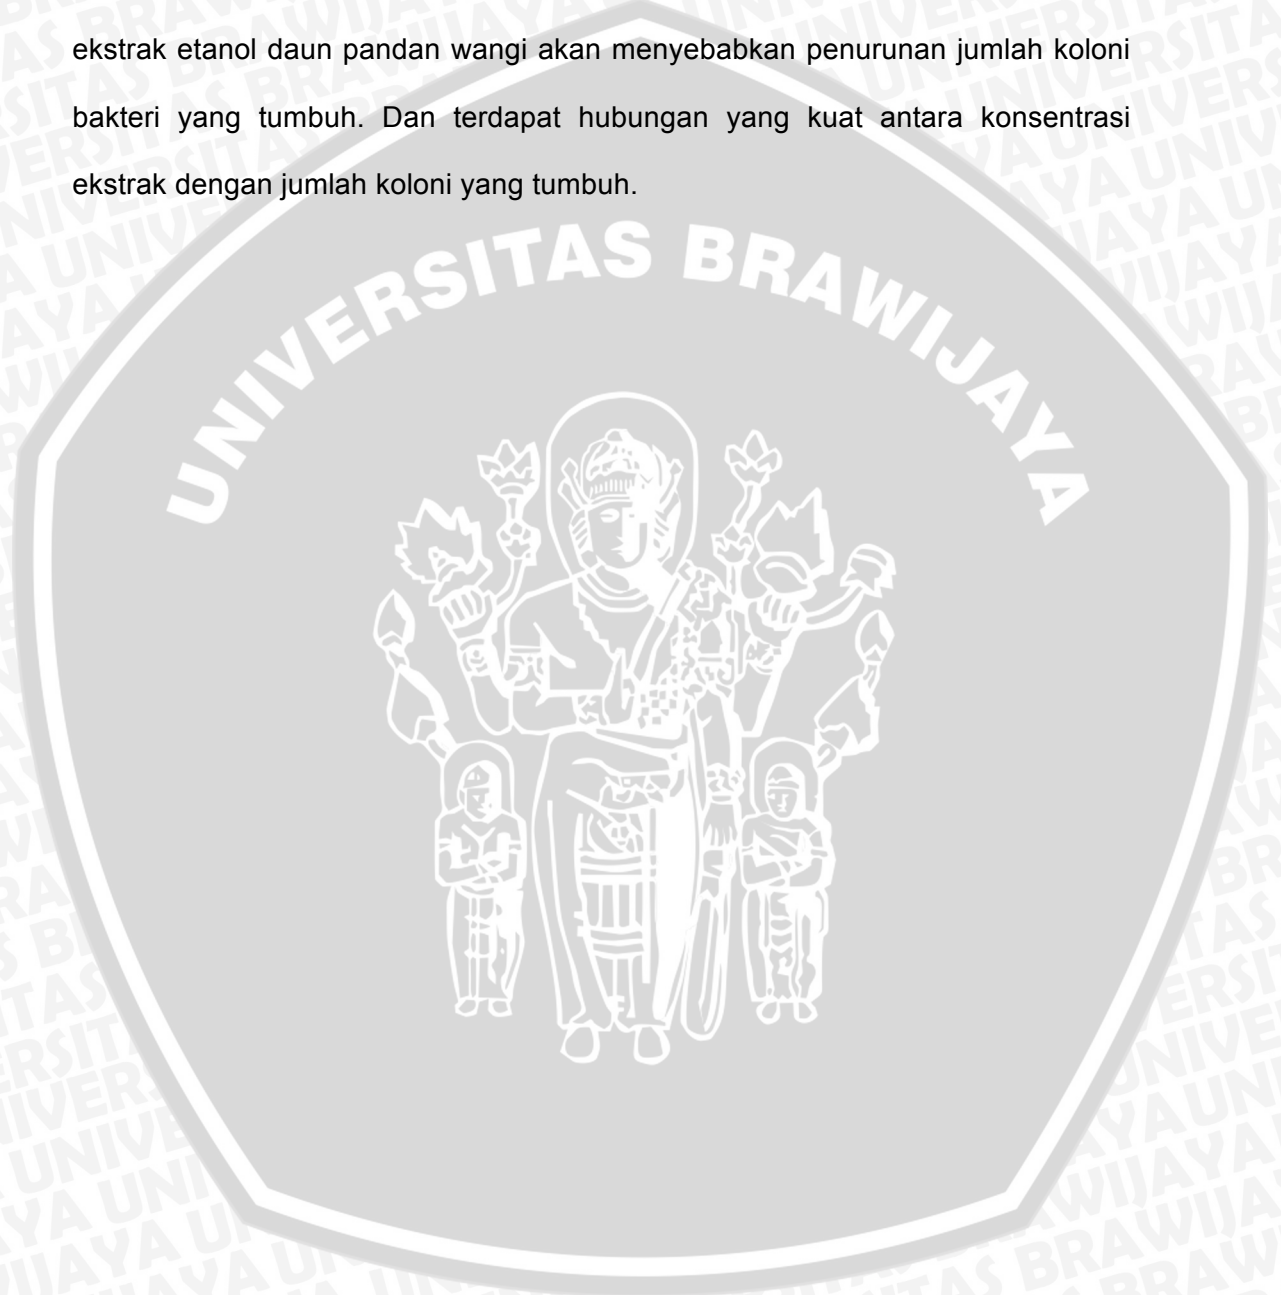 ekstrak etanol daun pandan wangi akan menyebabkan penurunan jumlah koloni
bakteri yang tumbuh. Dan terdapat hubungan yang kuat antara konsentrasi
ekstrak dengan jumlah koloni yang tumbuh.
UNIVERSITAS BRAWIJAYA